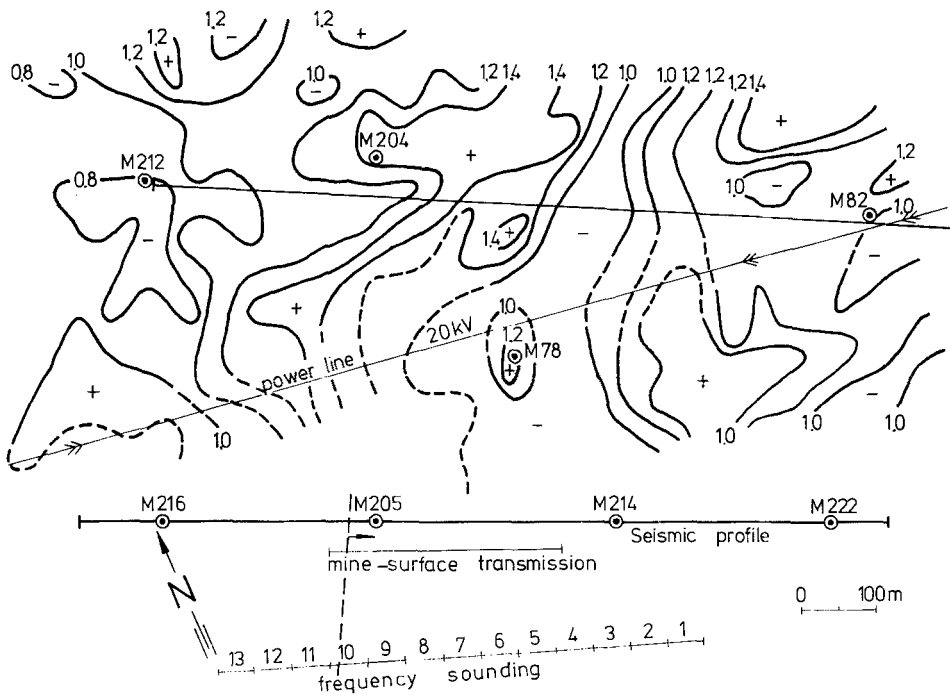 1,2
1,2
1,2
1,2
0,8
1,0
1,0
1,2
1,4
1,4
1,2
1,0
1,0
1,2
1,2
1,2
1,4
M204
M212
0,8
1,0
1,2
M82
1,0
1,4
1,0
20kV
1,2
M78
power line
1,0
1,0
1,0
1,0
M216
M205
M214
M222
Seismic profile
mine-surface transmission
N
0 100m
13 12 11 10 9 8 7 6 5 4 3 2 1
frequency sounding